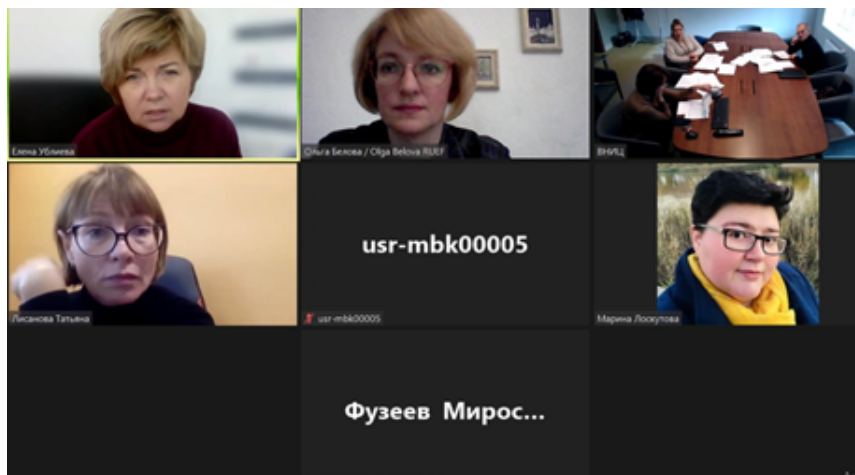 Елена Ублиева
Ольга Белова / Olga Belova RUEF
ВНИЦ
Лисанова Татьяна
usr-mbk00005
usr-mbk00005
Марина Лоскутова
Фузеев Мирос...